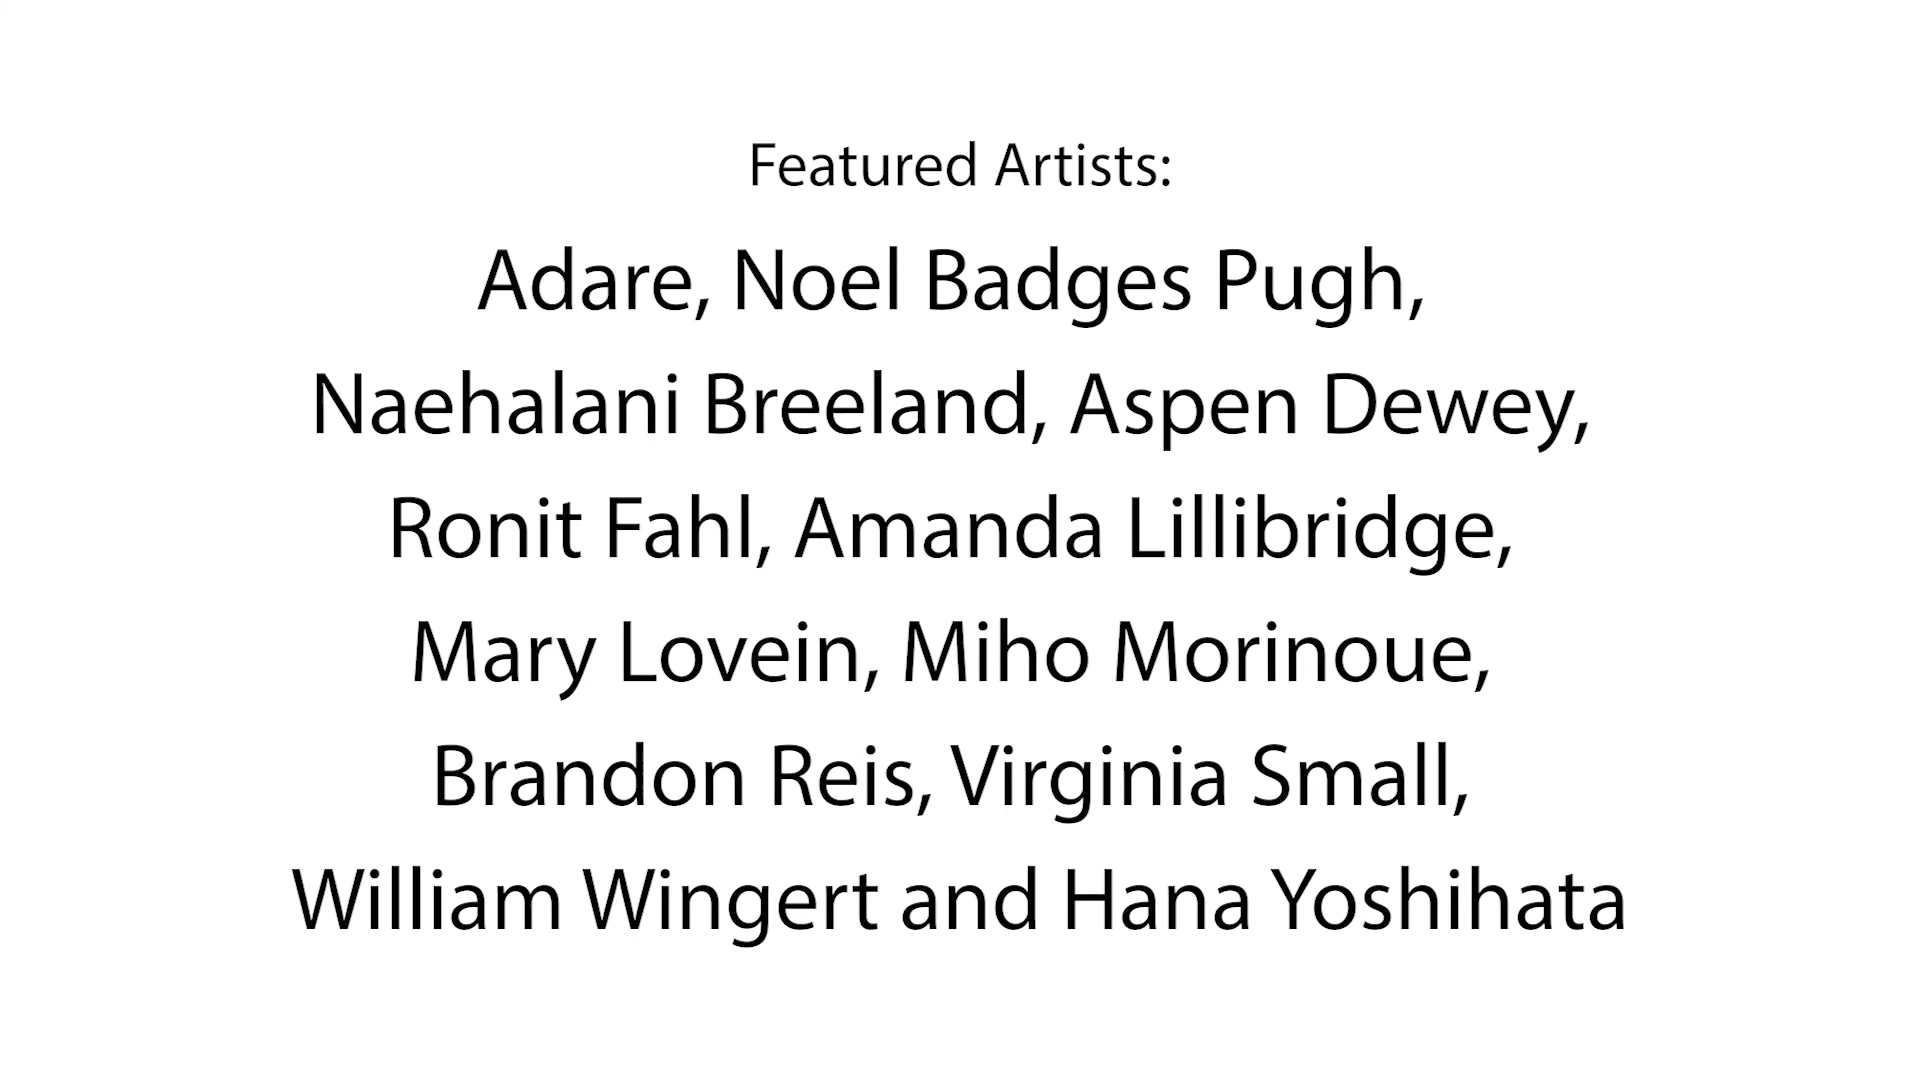 Featured Artists:
Adare, Noel Badges Pugh,
Naehalani Breeland, Aspen Dewey,
Ronit Fahl, Amanda Lillibridge,
Mary Lovein, Miho Morinoue,
Brandon Reis, Virginia Small,
William Wingert and Hana Yoshihata